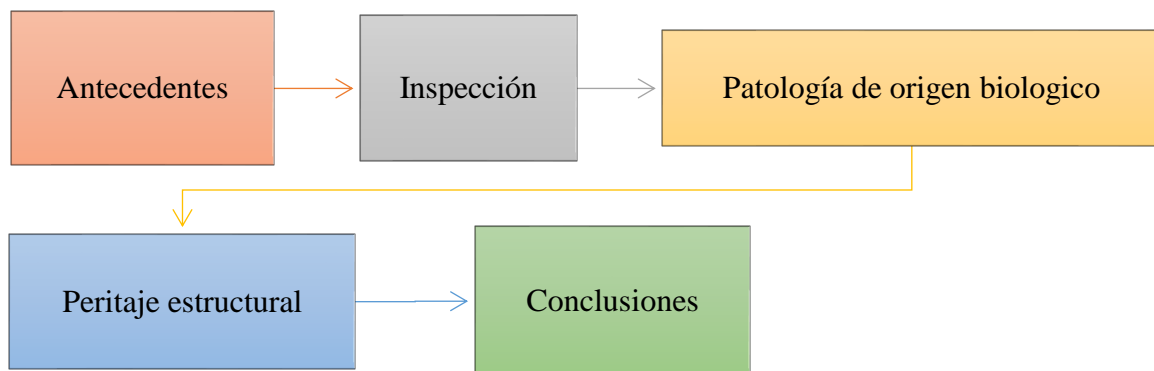 Antecedentes
Inspección
Patología de origen biologico
Peritaje estructural
Conclusiones